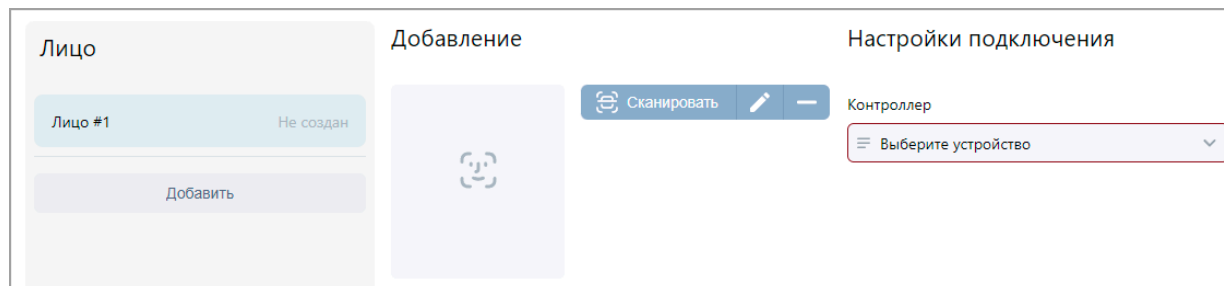 Лицо
Лицо #1 Не создан
Добавить
Добавление
Сканировать
Настройки подключения
Контроллер
Выберите устройство